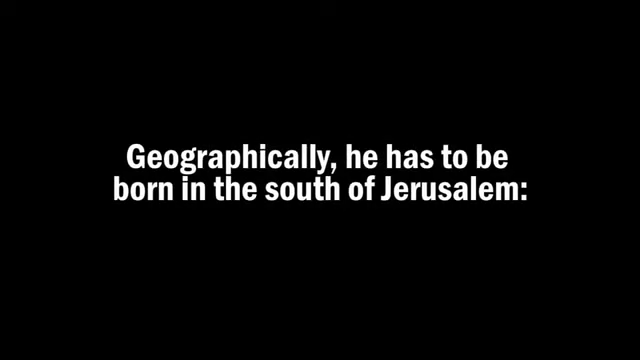 Geographically, he has to be
born in the south of Jerusalem: